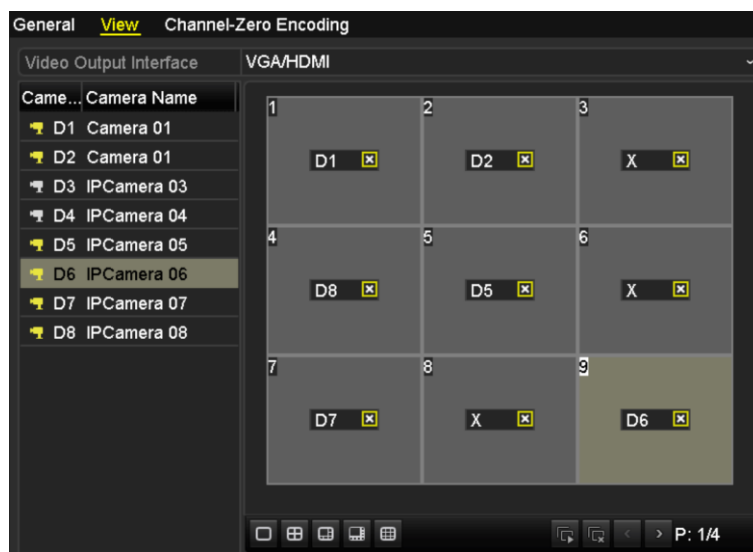 General View Channel-Zero Encoding
Video Output Interface VGA/HDMI
Came... Camera Name
D1 Camera 01
D2 Camera 01
D3 IPCamera 03
D4 IPCamera 04
D5 IPCamera 05
D6 IPCamera 06
D7 IPCamera 07
D8 IPCamera 08
1 2 3
D1 D2 X
4 5 6
D8 D5 X
7 8 9
D7 X D6
P: 1/4